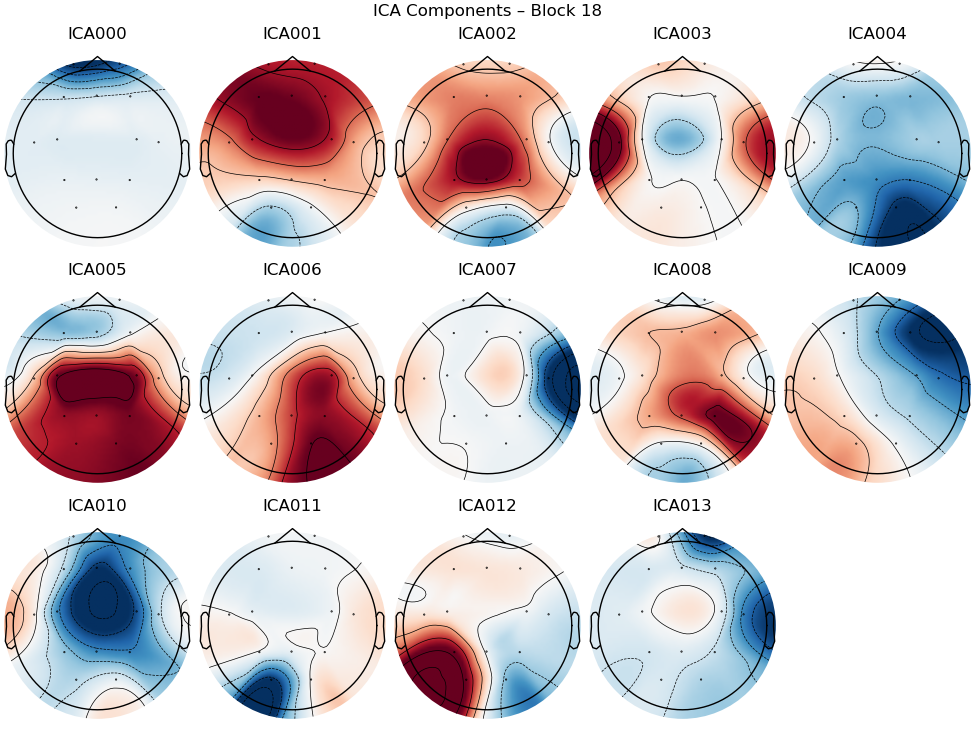 ICA Components – Block 18
ICA000 ICA001 ICA002 ICA003 ICA004
ICA005 ICA006 ICA007 ICA008 ICA009
ICA010 ICA011 ICA012 ICA013